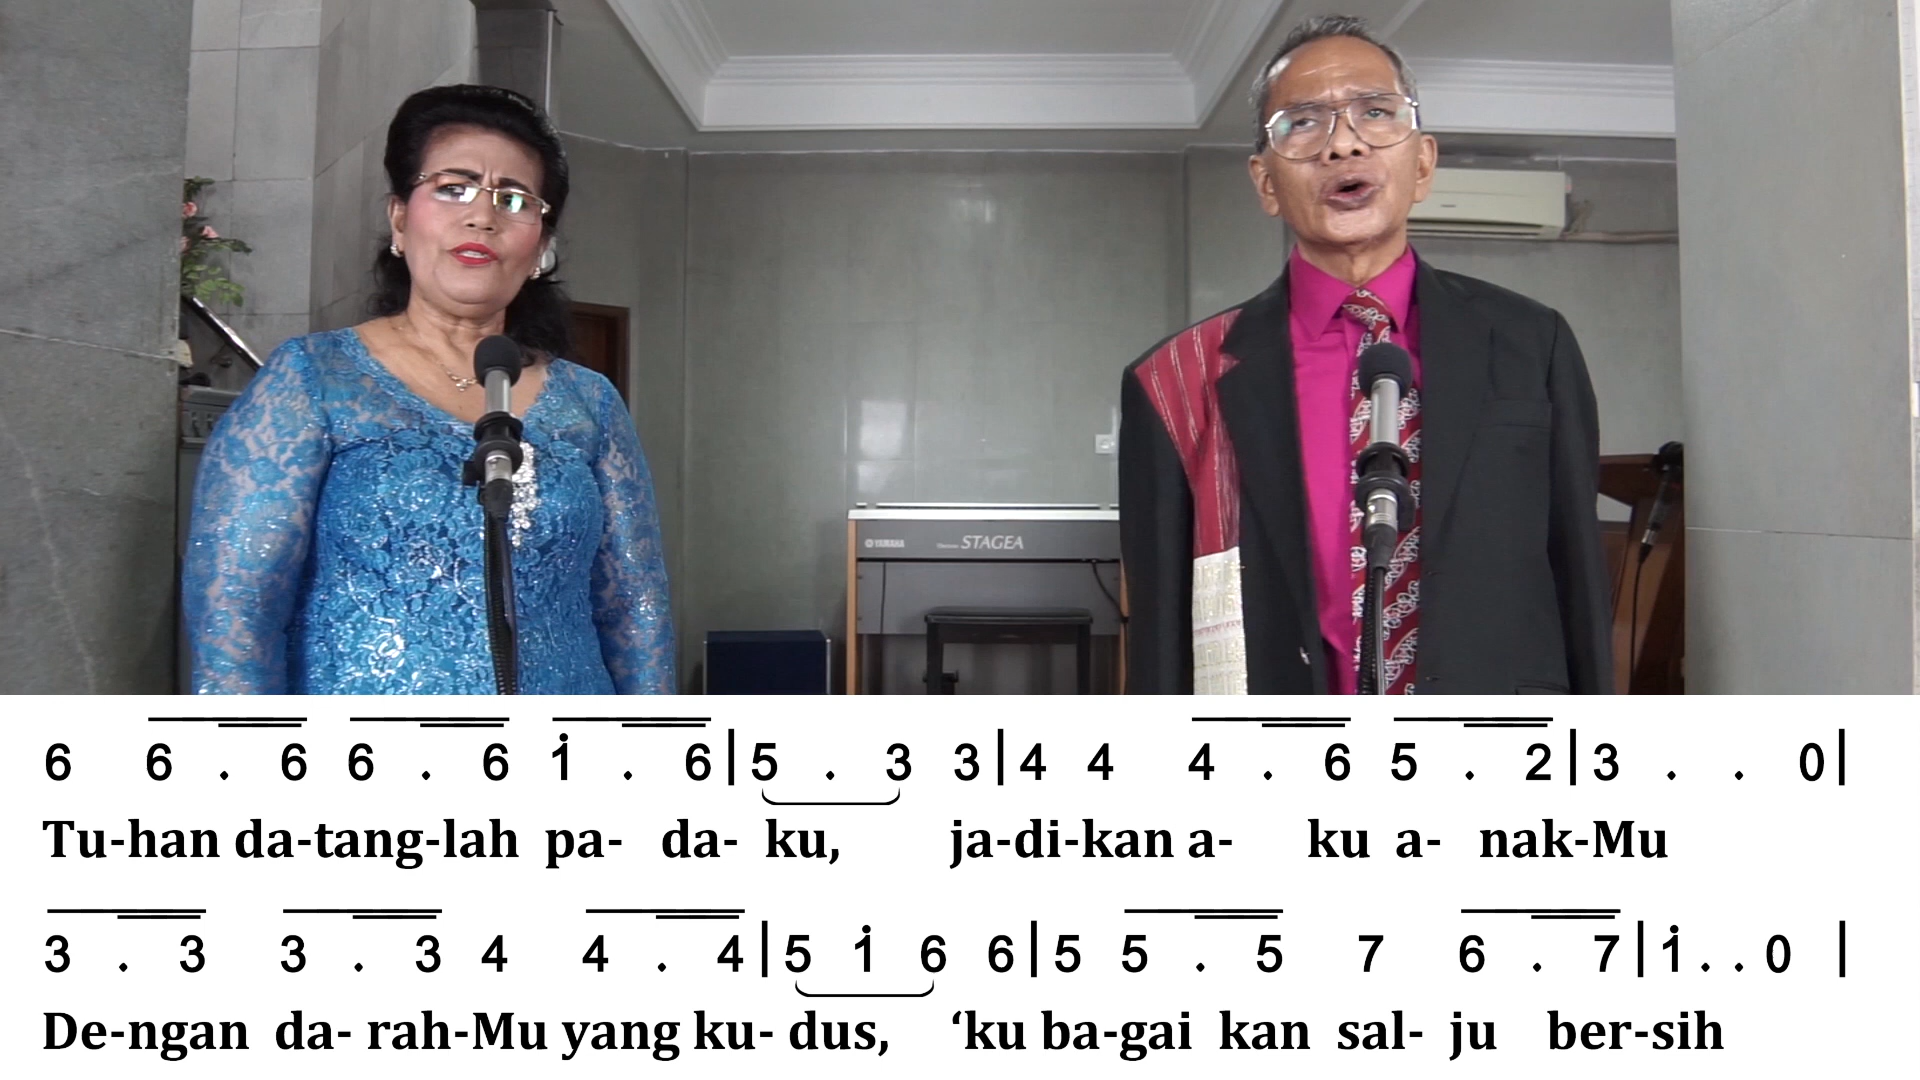 YAMAHA STAGEA
6 6 . 6 6 . 6 i . 6 | 5 . 3 3 | 4 4 4 . 6 5 . 2 | 3 . . 0 |
Tu-han da-tang-lah pa- da- ku, ja-di-kan a- ku a- nak-Mu
3 . 3 3 . 3 4 4 . 4 | 5 i 6 6 | 5 5 . 5 7 6 . 7 | i . . 0 |
De-ngan da- rah-Mu yang ku- dus, ‘ku ba-gai kan sal- ju ber-sih